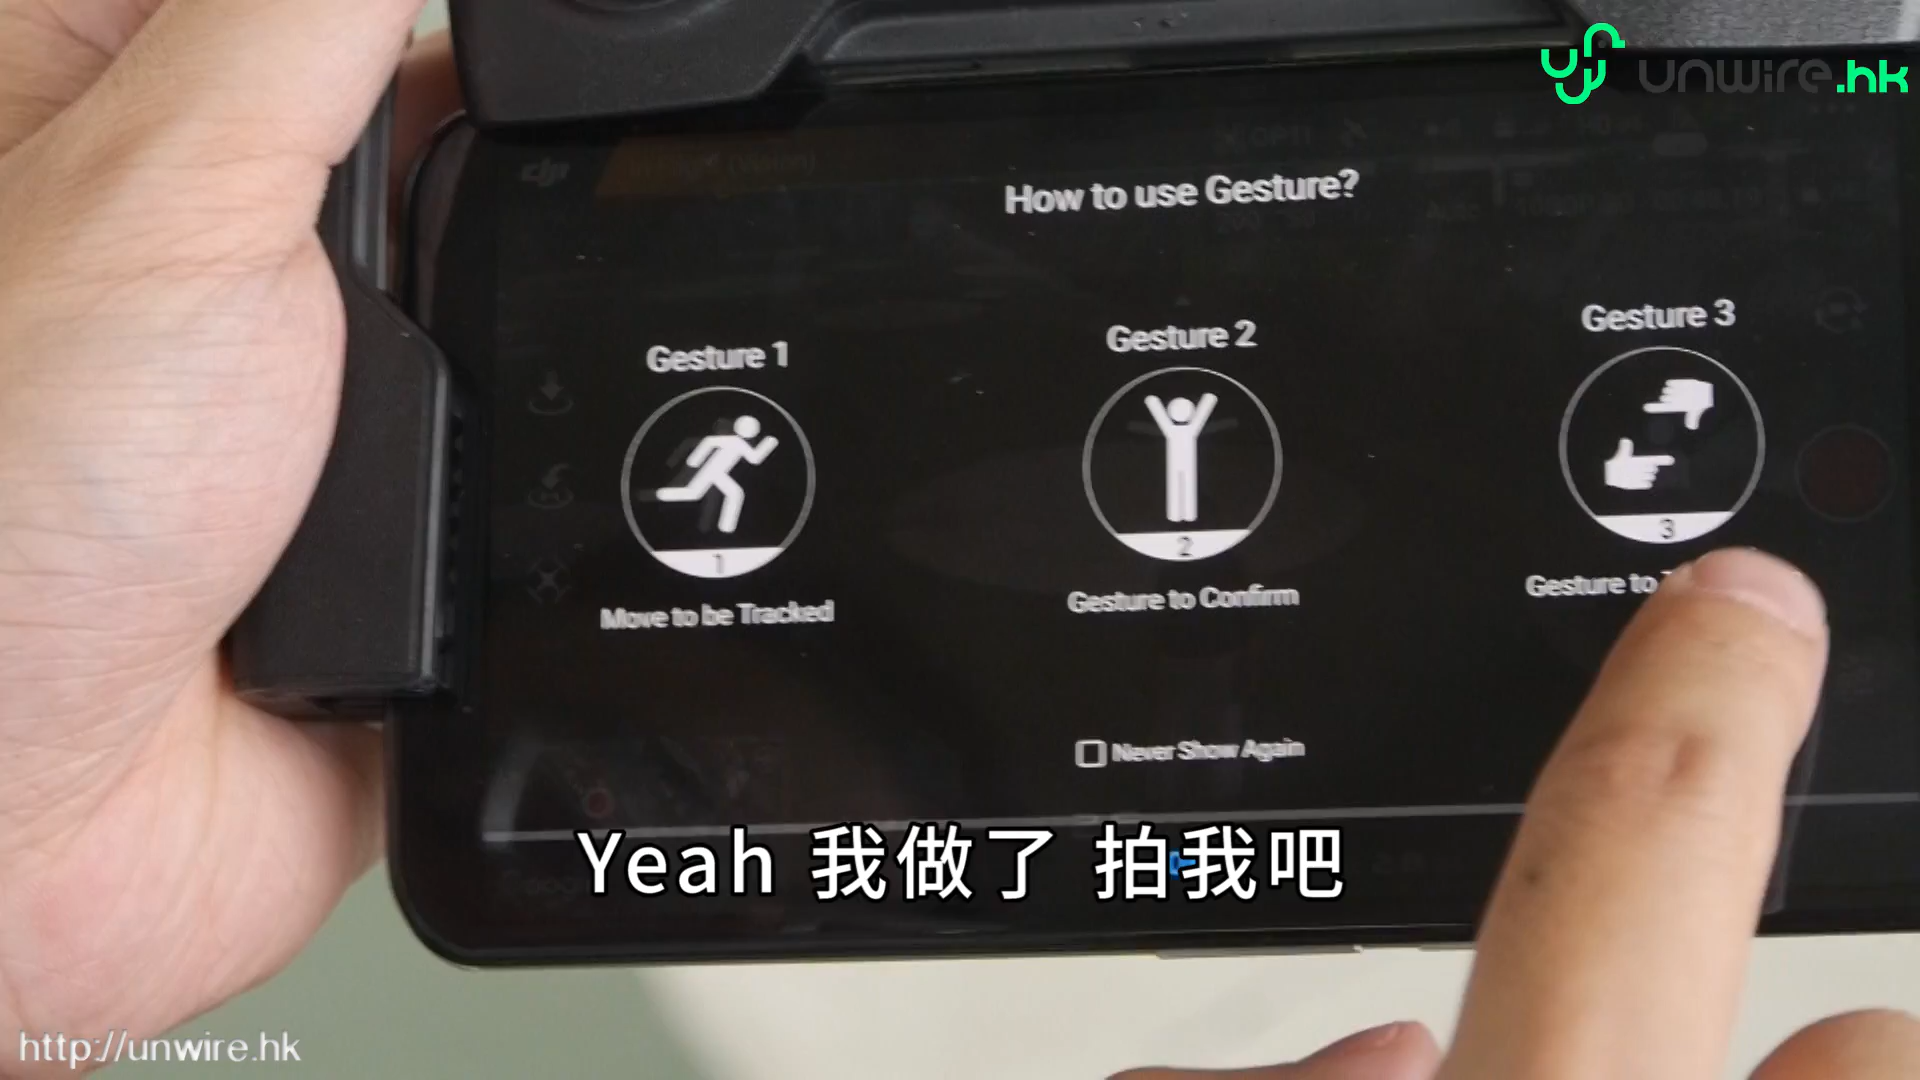 unwire.hk
dji
How to use Gesture?
Gesture 1
Gesture 2
Gesture 3
1
2
3
Move to be Tracked
Gesture to Confirm
Gesture to
Never Show Again
Yeah 我做了 拍我吧
http://unwire.hk